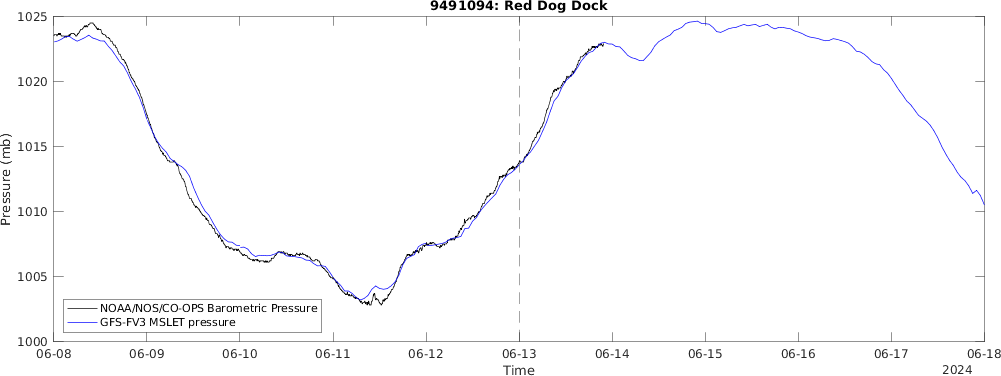 9491094: Red Dog Dock
Pressure (mb)
1025
1020
1015
1010
1005
1000
NOAA/NOS/CO-OPS Barometric Pressure
GFS-FV3 MSLET pressure
06-08 06-09 06-10 06-11 06-12 06-13 06-14 06-15 06-16 06-17 06-18
Time
2024